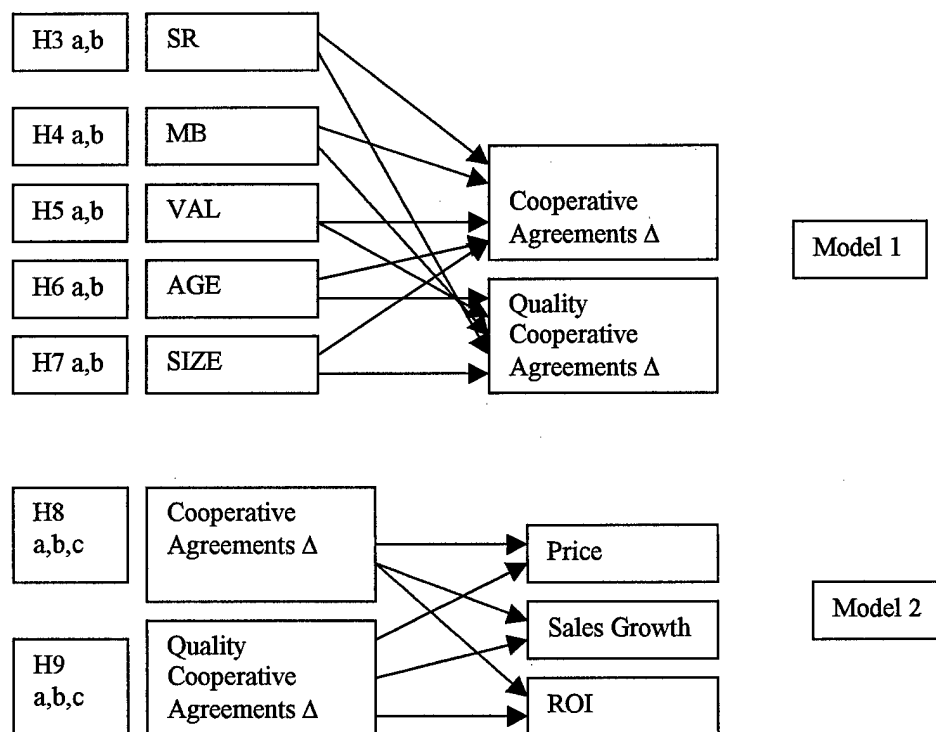 H3 a,b
SR
H4 a,b
MB
H5 a,b
VAL
H6 a,b
AGE
H7 a,b
SIZE
Cooperative
Agreements Δ
Quality
Cooperative
Agreements Δ
Model 1
H8
a,b,c
Cooperative
Agreements Δ
H9
a,b,c
Quality
Cooperative
Agreements Δ
Price
Sales Growth
ROI
Model 2